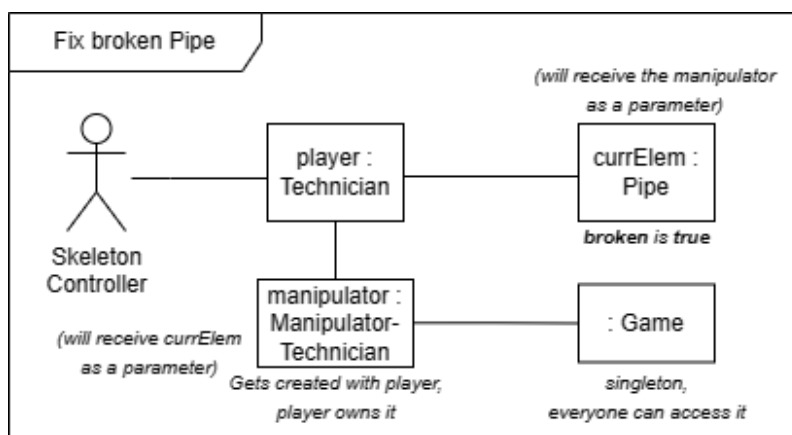 Fix broken Pipe
(will receive the manipulator
as a parameter)
player :
Technician
currElem :
Pipe
broken is true
Skeleton
Controller
manipulator :
Manipulator-
Technician
: Game
(will receive currElem
as a parameter)
Gets created with player,
player owns it
singleton,
everyone can access it